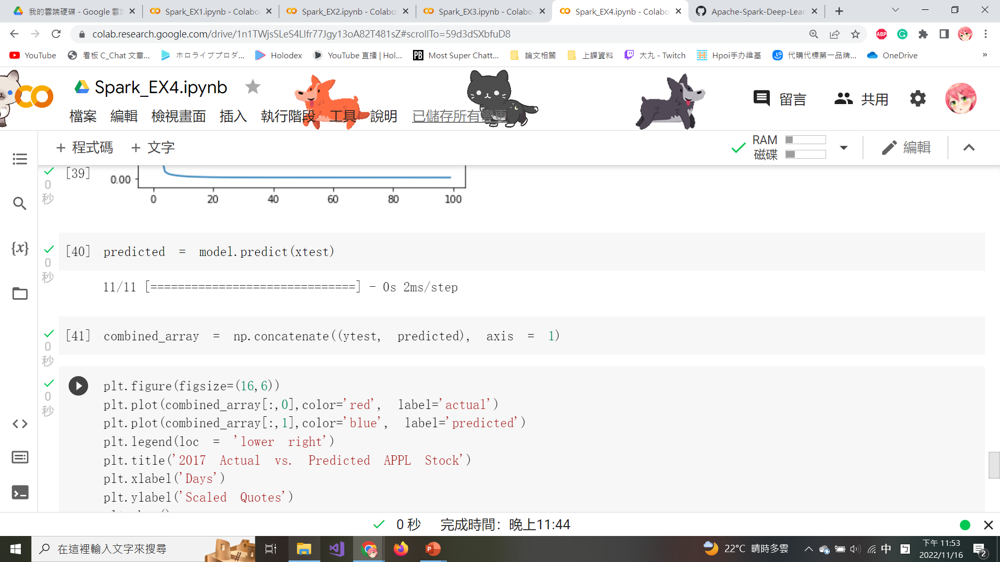 我的雲端硬碟 - Google 雲
Spark_EX1.ipynb - Colabo
Spark_EX2.ipynb - Colabo
Spark_EX3.ipynb - Colabo
Spark_EX4.ipynb - Colabo
Apache-Spark-Deep-Lear
colab.research.google.com/drive/1n1TWjsSLeS4Llfr77Jgy13oA82T481sZ#scrollTo=59d3dSXbfuD8
ABP
YouTube
看板 C_Chat 文章...
ホロライブプロダ...
Holodex
YouTube 直播 | Hol...
PB
Most Super Chatt...
論文相關
上課資料
大丸 - Twitch
Hpoi手办维基
代購代標第一品牌...
OneDrive
»
Spark_EX4.ipynb
留言
共用
檔案 編輯 檢視畫面 插入 執行階段 工具 說明 已儲存所有變更
+ 程式碼 + 文字
RAM
磁碟
編輯
[39]
0
秒
0.00
0 20 40 60 80 100
{x}
0
秒
[40] predicted = model.predict(xtest)
11/11 [==============================] - 0s 2ms/step
0
秒
[41] combined_array = np.concatenate((ytest, predicted), axis = 1)
0
秒
plt.figure(figsize=(16,6))
plt.plot(combined_array[:,0],color='red', label='actual')
plt.plot(combined_array[:,1],color='blue', label='predicted')
plt.legend(loc = 'lower right')
plt.title('2017 Actual vs. Predicted APPL Stock')
plt.xlabel('Days')
plt.ylabel('Scaled Quotes')
0 秒 完成時間：晚上11:44
在這裡輸入文字來搜尋
22°C 晴時多雲
中
下午 11:53
2022/11/16
2